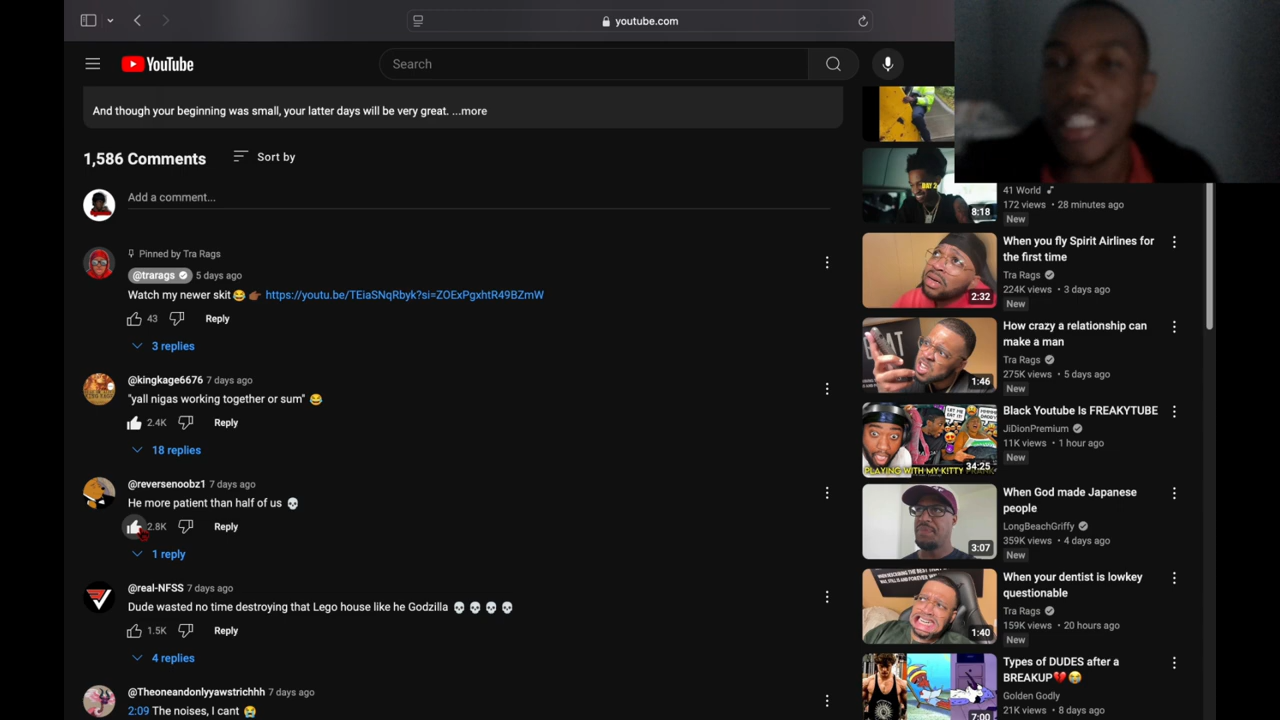 youtube.com
YouTube
Search
And though your beginning was small, your latter days will be very great. ...more
1,586 Comments
Sort by
Add a comment...
Pinned by Tra Rags
@trarags 5 days ago
Watch my newer skit😂 👉🏾 https://youtu.be/TEiaSNqRbyk?si=ZOExPgxhtR49BZmW
43 Reply
3 replies
@kingkage6676 7 days ago
"yall nigas working together or sum" 😂
2.4K Reply
18 replies
@reversenoobz1 7 days ago
He more patient than half of us 💀
2.8K Reply
1 reply
@real-NFSS 7 days ago
Dude wasted no time destroying that Lego house like he Godzilla 💀 💀 💀 💀
1.5K Reply
4 replies
@Theoneandonlyyawstrichhh 7 days ago
2:09 The noises, I cant 😭
DAY 2
8:18
41 World
172 views • 28 minutes ago
New
2:32
When you fly Spirit Airlines for
the first time
Tra Rags
224K views • 3 days ago
New
1:46
How crazy a relationship can
make a man
Tra Rags
275K views • 5 days ago
New
PLAYING WITH MY K!TTY
34:25
Black Youtube Is FREAKYTUBE
JiDionPremium
11K views • 1 hour ago
New
3:07
When God made Japanese
people
LongBeachGriffy
359K views • 4 days ago
New
1:40
When your dentist is lowkey
questionable
Tra Rags
159K views • 20 hours ago
New
7:00
Types of DUDES after a
BREAKUP💔😭
Golden Godly
21K views • 8 days ago